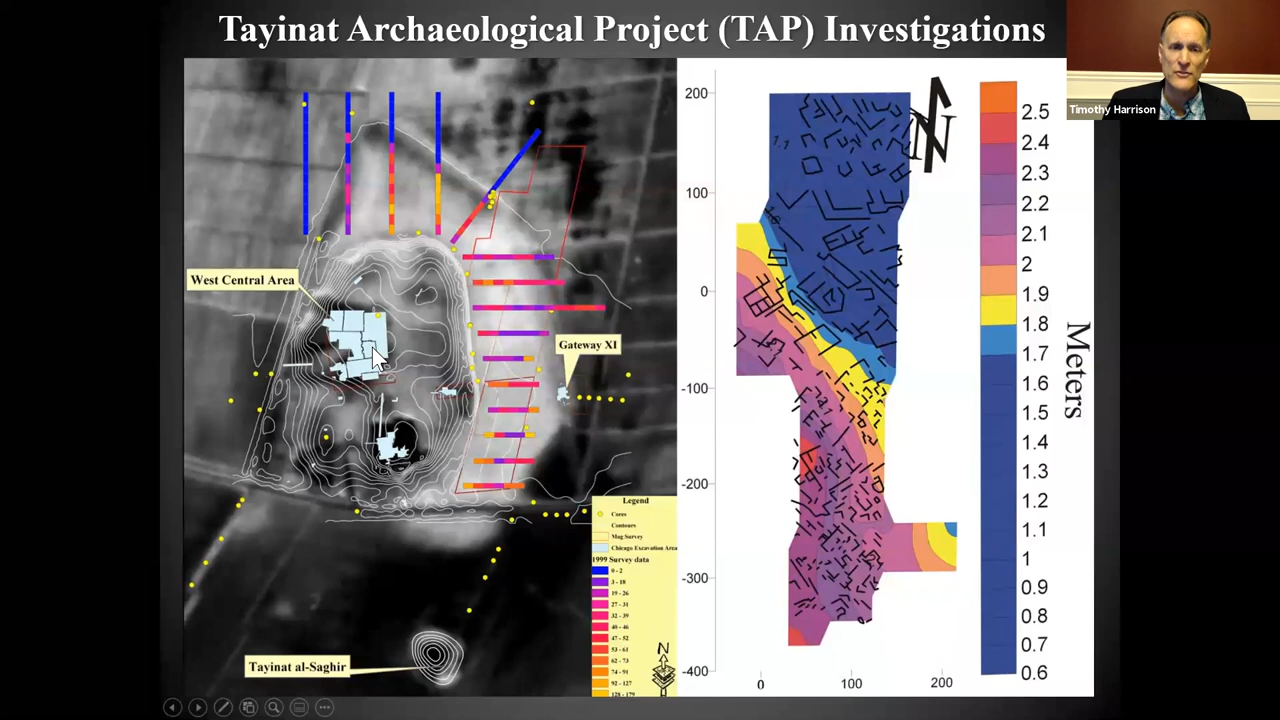 Tayinat Archaeological Project (TAP) Investigations
Timothy Harrison
West Central Area
Gateway XI
Tayinat al-Saghir
Legend
Cores
Contours
Mag Survey
Chicago Excavation Area
1999 Survey data
0 - 2
3 - 18
19 - 26
27 - 31
32 - 39
40 - 46
47 - 52
53 - 61
62 - 73
74 - 91
92 - 127
128 - 179
N
200
100
0
-100
-200
-300
-400
0
100
200
N
2.5
2.4
2.3
2.2
2.1
2
1.9
1.8
1.7
1.6
1.5
1.4
1.3
1.2
1.1
1
0.9
0.8
0.7
0.6
Meters